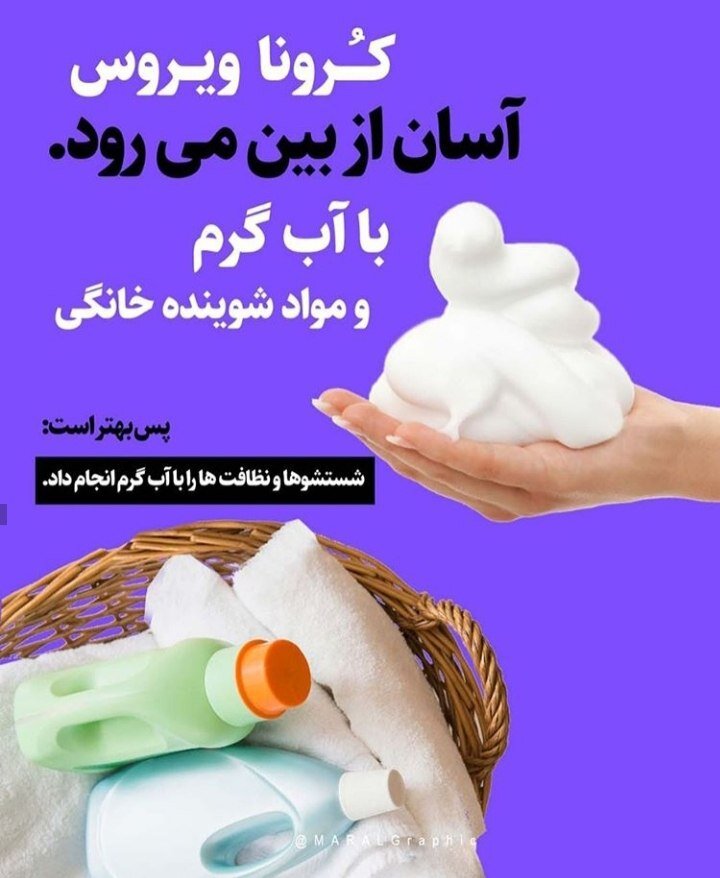 کُرونا ویروس
آسان از بین می رود.
با آب گرم
و مواد شوینده خانگی
پس بهتر است:
شستشوها و نظافت ها را با آب گرم انجام داد.
@MARALGraphic